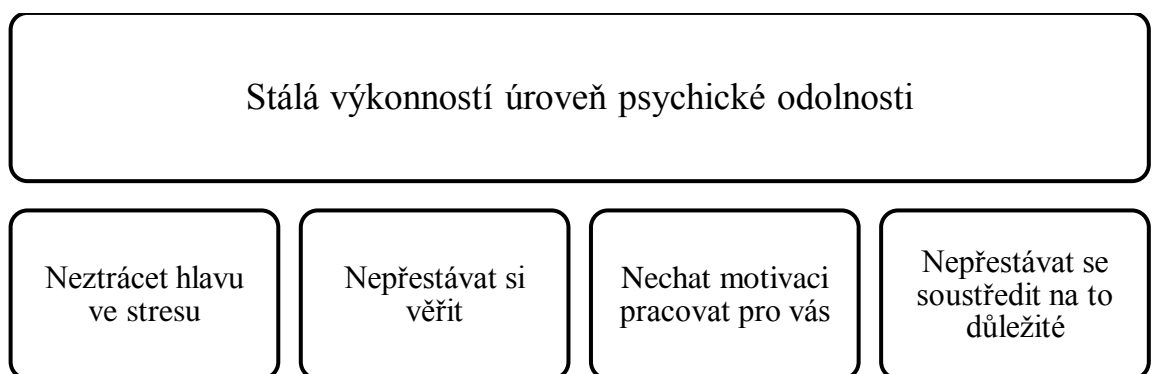 Stálá výkonností úroveň psychické odolnosti
Neztrácet hlavu
ve stresu
Nepřestávat si
věřit
Nechat motivaci
pracovat pro vás
Nepřestávat se
soustředit na to
důležité